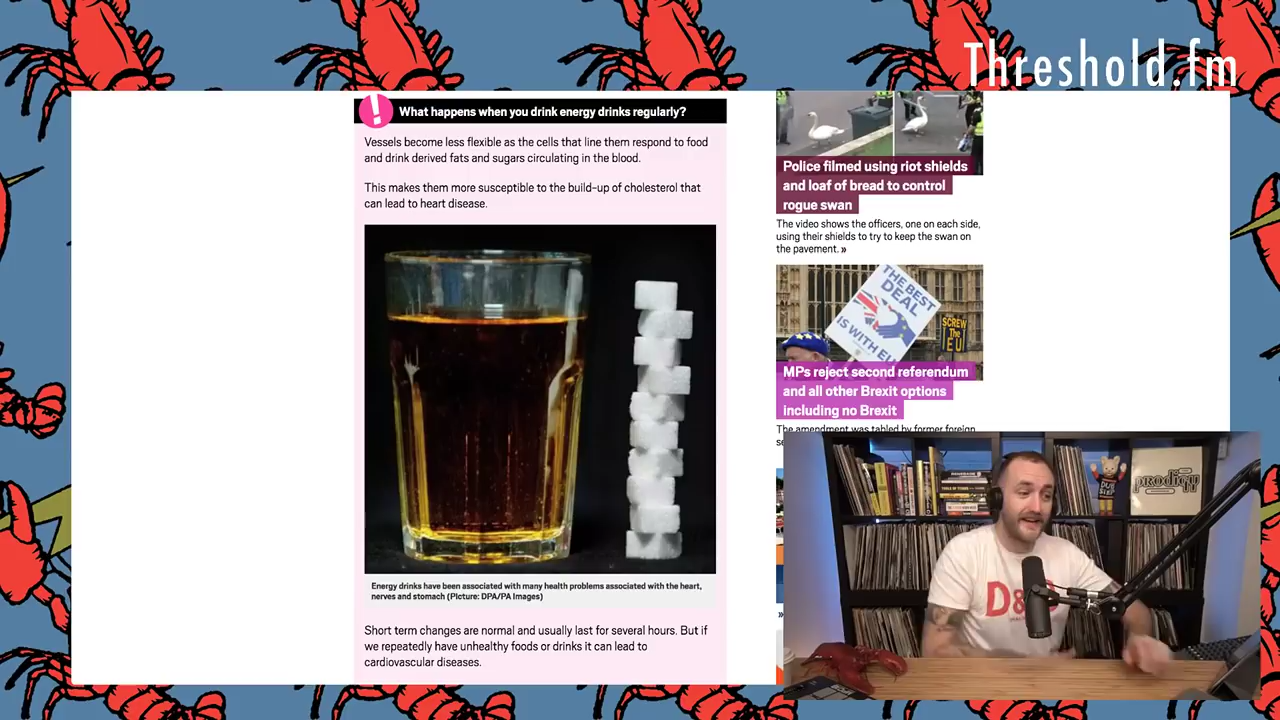 Threshold.fm
What happens when you drink energy drinks regularly?
Vessels become less flexible as the cells that line them respond to food
and drink derived fats and sugars circulating in the blood.
This makes them more susceptible to the build-up of cholesterol that
can lead to heart disease.
Energy drinks have been associated with many health problems associated with the heart,
nerves and stomach (Picture: DPA/PA Images)
Short term changes are normal and usually last for several hours. But if
we repeatedly have unhealthy foods or drinks it can lead to
cardiovascular diseases.
Police filmed using riot shields
and loaf of bread to control
rogue swan
The video shows the officers, one on each side,
using their shields to try to keep the swan on
the pavement. »
THE BEST
DEAL
IS WITH EU
SCREW
The
EU!
MPs reject second referendum
and all other Brexit options
including no Brexit
The amendment was tabled by former foreign
»
prodigy
D&